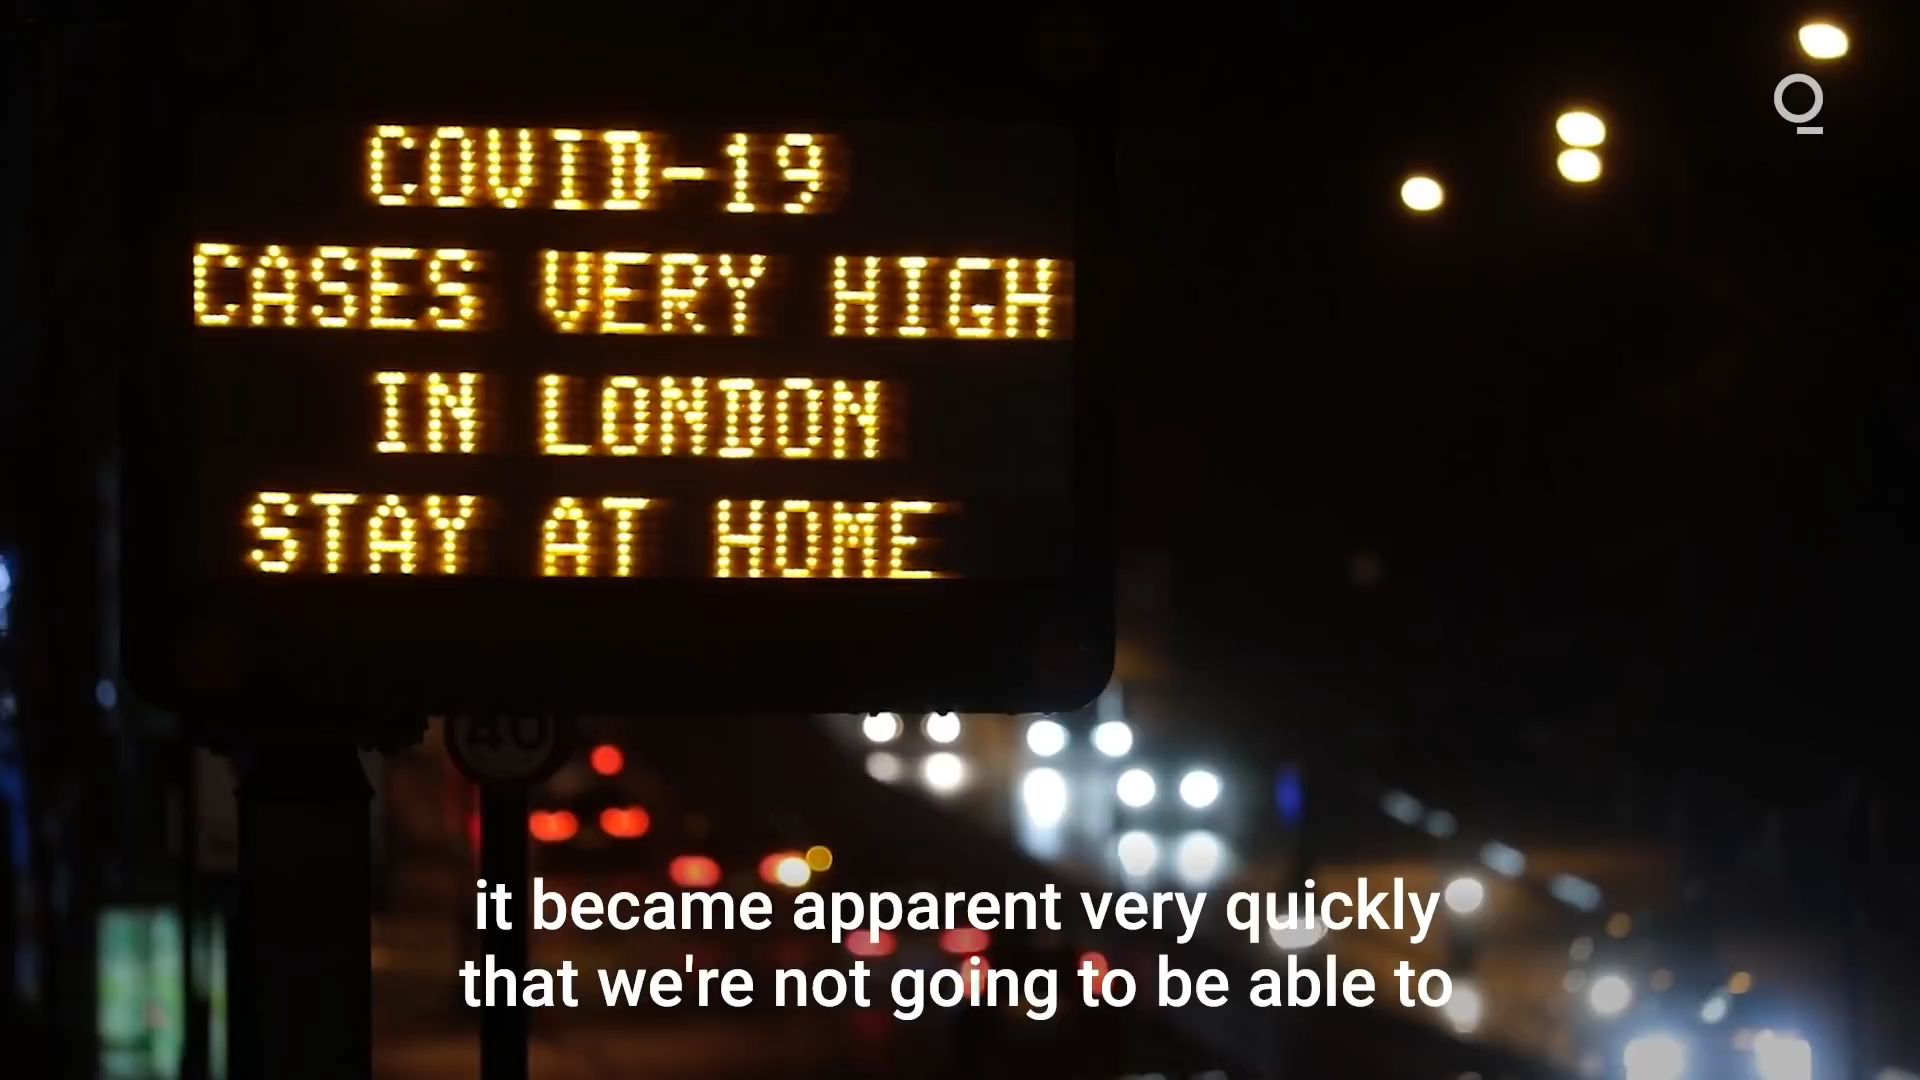 COVID-19
CASES VERY HIGH
IN LONDON
STAY AT HOME
40
it became apparent very quickly
that we're not going to be able to